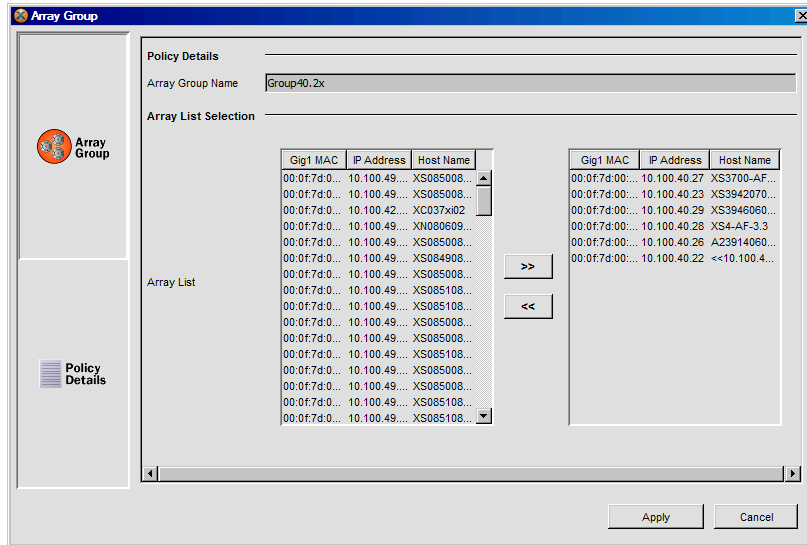 Array Group
Policy Details
Array Group Name Group40.2x
Array List Selection
Array Group
Policy Details
Array List
Gig1 MAC IP Address Host Name
00:0f:7d:0... 10.100.49.... XS085008...
00:0f:7d:0... 10.100.49.... XS085008...
00:0f:7d:0... 10.100.42.... XC037xi02
00:0f:7d:0... 10.100.49.... XN080609...
00:0f:7d:0... 10.100.49.... XS085008...
00:0f:7d:0... 10.100.49.... XS084908...
00:0f:7d:0... 10.100.49.... XS085008...
00:0f:7d:0... 10.100.49.... XS085108...
00:0f:7d:0... 10.100.49.... XS085008...
00:0f:7d:0... 10.100.49.... XS085008...
00:0f:7d:0... 10.100.49.... XS085008...
00:0f:7d:0... 10.100.49.... XS085108...
00:0f:7d:0... 10.100.49.... XS085008...
00:0f:7d:0... 10.100.49.... XS085008...
00:0f:7d:0... 10.100.49.... XS085108...
00:0f:7d:0... 10.100.49.... XS085108...
>>
<<
Gig1 MAC IP Address Host Name
00:0f:7d:00:... 10.100.40.27 XS3700-AF...
00:0f:7d:00:... 10.100.40.23 XS3942070...
00:0f:7d:00:... 10.100.40.29 XS3946060...
00:0f:7d:00:... 10.100.40.28 XS4-AF-3.3
00:0f:7d:00:... 10.100.40.26 A23914060...
00:0f:7d:00:... 10.100.40.22 <<10.100.4...
Apply Cancel